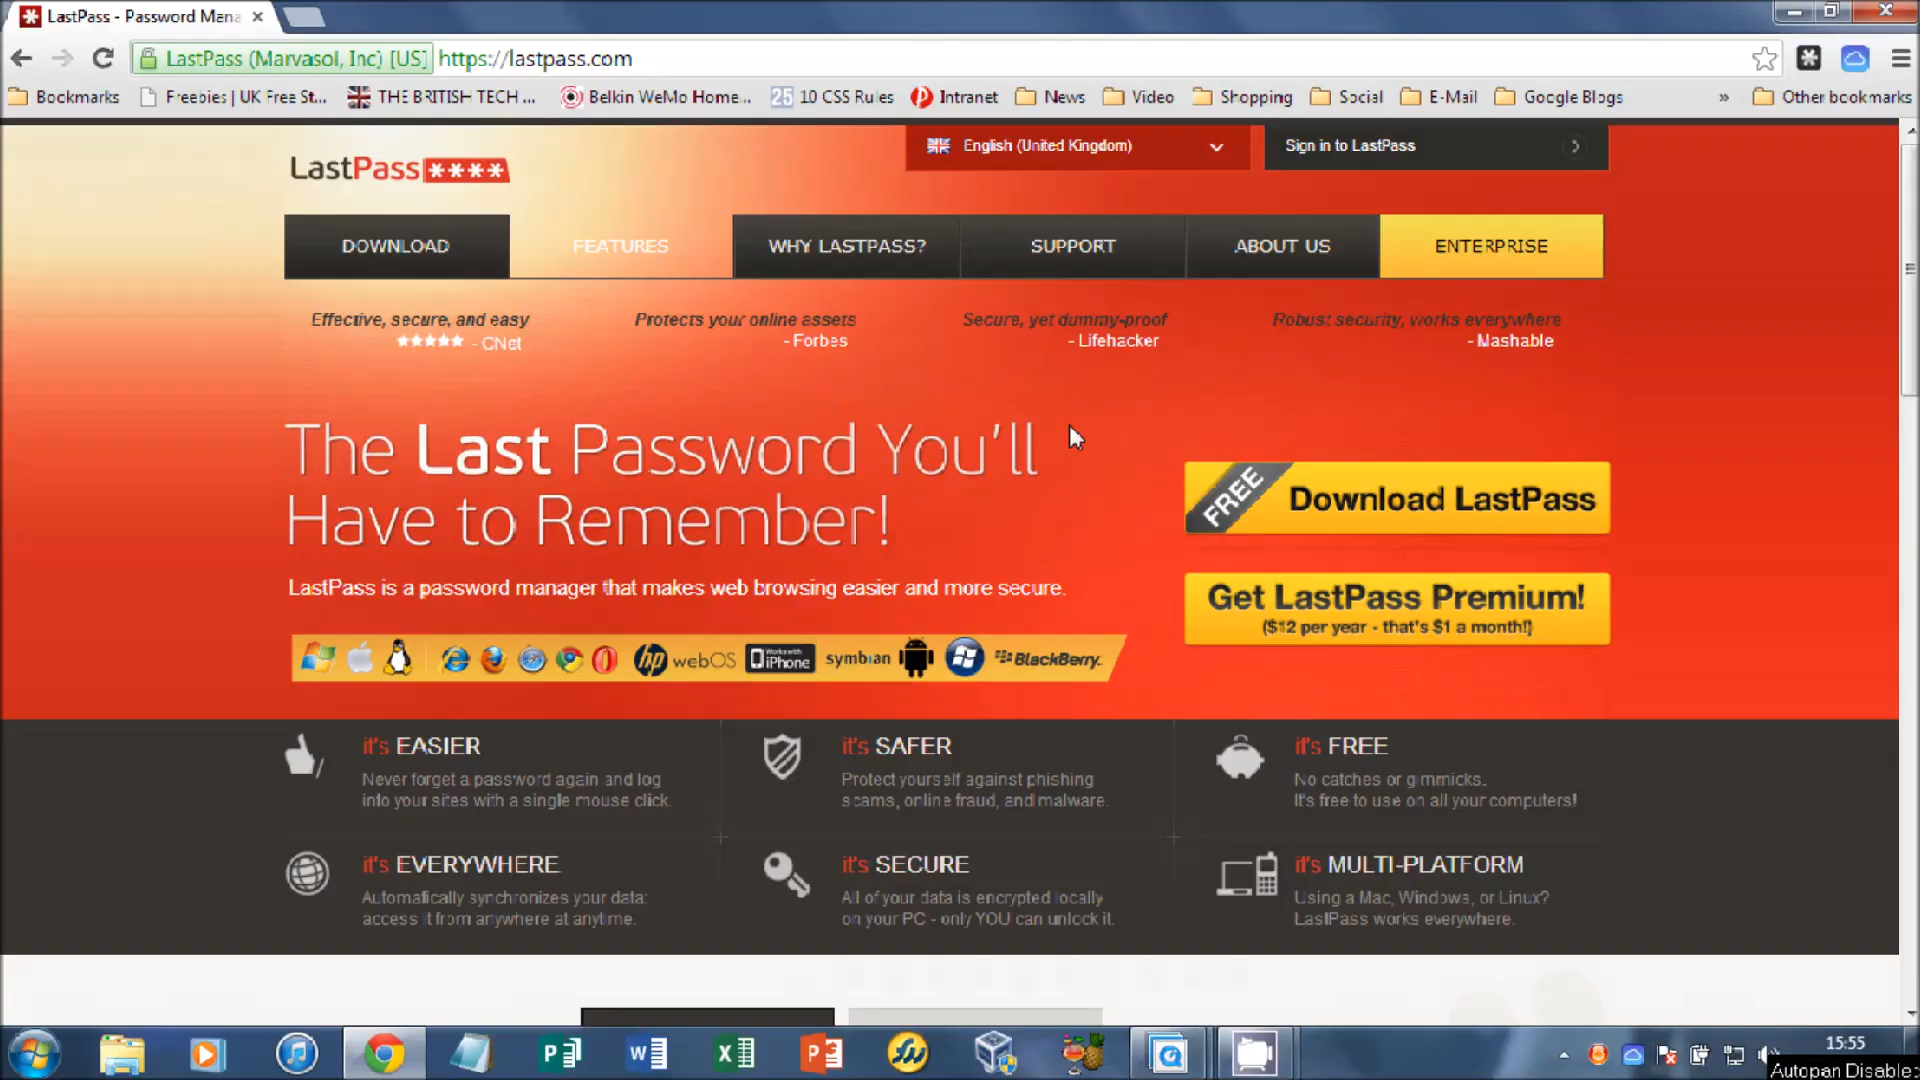 LastPass - Password Mana
LastPass (Marvasol, Inc) [US] https://lastpass.com
Bookmarks Freebies | UK Free St... THE BRITISH TECH ... Belkin WeMo Home... 25 10 CSS Rules Intranet News Video Shopping Social E-Mail Google Blogs » Other bookmarks
LastPass ****
English (United Kingdom)
Sign in to LastPass
DOWNLOAD FEATURES WHY LASTPASS? SUPPORT ABOUT US ENTERPRISE
Effective, secure, and easy
- CNet
Protects your online assets
- Forbes
Secure, yet dummy-proof
- Lifehacker
Robust security, works everywhere
- Mashable
The Last Password You'll
Have to Remember!
LastPass is a password manager that makes web browsing easier and more secure.
FREE Download LastPass
Get LastPass Premium!
($12 per year - that's $1 a month!)
hp webOS Works with iPhone symbian BlackBerry.
it's EASIER
Never forget a password again and log
into your sites with a single mouse click.
it's SAFER
Protect yourself against phishing
scams, online fraud, and malware.
it's FREE
No catches or gimmicks.
It's free to use on all your computers!
it's EVERYWHERE
Automatically synchronizes your data:
access it from anywhere at anytime.
it's SECURE
All of your data is encrypted locally
on your PC - only YOU can unlock it.
it's MULTI-PLATFORM
Using a Mac, Windows, or Linux?
LastPass works everywhere.
15:55
Autopan Disable